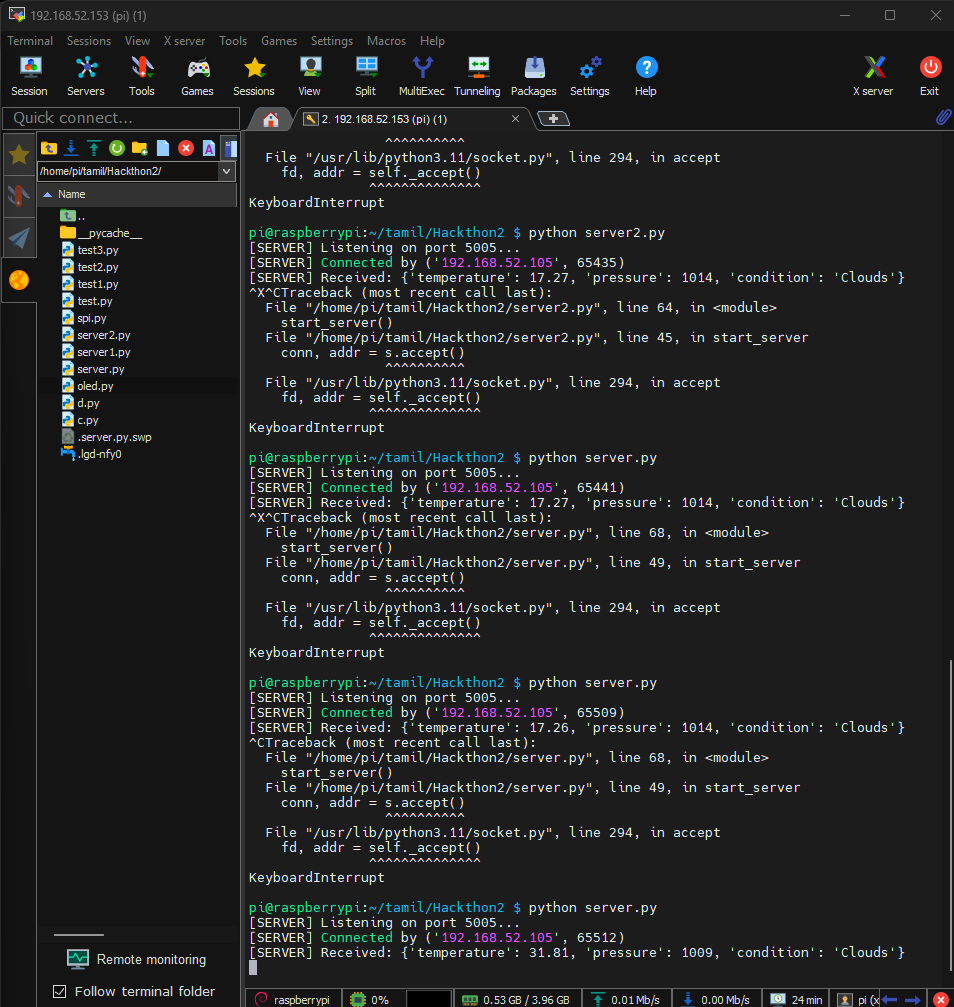 192.168.52.153 (pi) (1)
Terminal Sessions View X server Tools Games Settings Macros Help
Session Servers Tools Games Sessions View Split MultiExec Tunneling Packages Settings Help X server Exit
Quick connect...
2. 192.168.52.153 (pi) (1)
/home/pi/tamil/Hackthon2/
Name
..
__pycache__
test3.py
test2.py
test1.py
test.py
spi.py
server2.py
server1.py
server.py
oled.py
d.py
c.py
.server.py.swp
.lgd-nfy0
Remote monitoring
Follow terminal folder
^^^^^^^^^^
File "/usr/lib/python3.11/socket.py", line 294, in accept
fd, addr = self._accept()
^^^^^^^^^^^^^^
KeyboardInterrupt
pi@raspberrypi:~/tamil/Hackthon2 $ python server2.py
[SERVER] Listening on port 5005...
[SERVER] Connected by ('192.168.52.105', 65435)
[SERVER] Received: {'temperature': 17.27, 'pressure': 1014, 'condition': 'Clouds'}
^X^CTraceback (most recent call last):
File "/home/pi/tamil/Hackthon2/server2.py", line 64, in <module>
start_server()
File "/home/pi/tamil/Hackthon2/server2.py", line 45, in start_server
conn, addr = s.accept()
^^^^^^^^^^
File "/usr/lib/python3.11/socket.py", line 294, in accept
fd, addr = self._accept()
^^^^^^^^^^^^^^
KeyboardInterrupt
pi@raspberrypi:~/tamil/Hackthon2 $ python server.py
[SERVER] Listening on port 5005...
[SERVER] Connected by ('192.168.52.105', 65441)
[SERVER] Received: {'temperature': 17.27, 'pressure': 1014, 'condition': 'Clouds'}
^X^CTraceback (most recent call last):
File "/home/pi/tamil/Hackthon2/server.py", line 68, in <module>
start_server()
File "/home/pi/tamil/Hackthon2/server.py", line 49, in start_server
conn, addr = s.accept()
^^^^^^^^^^
File "/usr/lib/python3.11/socket.py", line 294, in accept
fd, addr = self._accept()
^^^^^^^^^^^^^^
KeyboardInterrupt
pi@raspberrypi:~/tamil/Hackthon2 $ python server.py
[SERVER] Listening on port 5005...
[SERVER] Connected by ('192.168.52.105', 65509)
[SERVER] Received: {'temperature': 17.26, 'pressure': 1014, 'condition': 'Clouds'}
^CTraceback (most recent call last):
File "/home/pi/tamil/Hackthon2/server.py", line 68, in <module>
start_server()
File "/home/pi/tamil/Hackthon2/server.py", line 49, in start_server
conn, addr = s.accept()
^^^^^^^^^^
File "/usr/lib/python3.11/socket.py", line 294, in accept
fd, addr = self._accept()
^^^^^^^^^^^^^^
KeyboardInterrupt
pi@raspberrypi:~/tamil/Hackthon2 $ python server.py
[SERVER] Listening on port 5005...
[SERVER] Connected by ('192.168.52.105', 65512)
[SERVER] Received: {'temperature': 31.81, 'pressure': 1009, 'condition': 'Clouds'}
raspberrypi 0% 0.53 GB / 3.96 GB 0.01 Mb/s 0.00 Mb/s 24 min pi (x